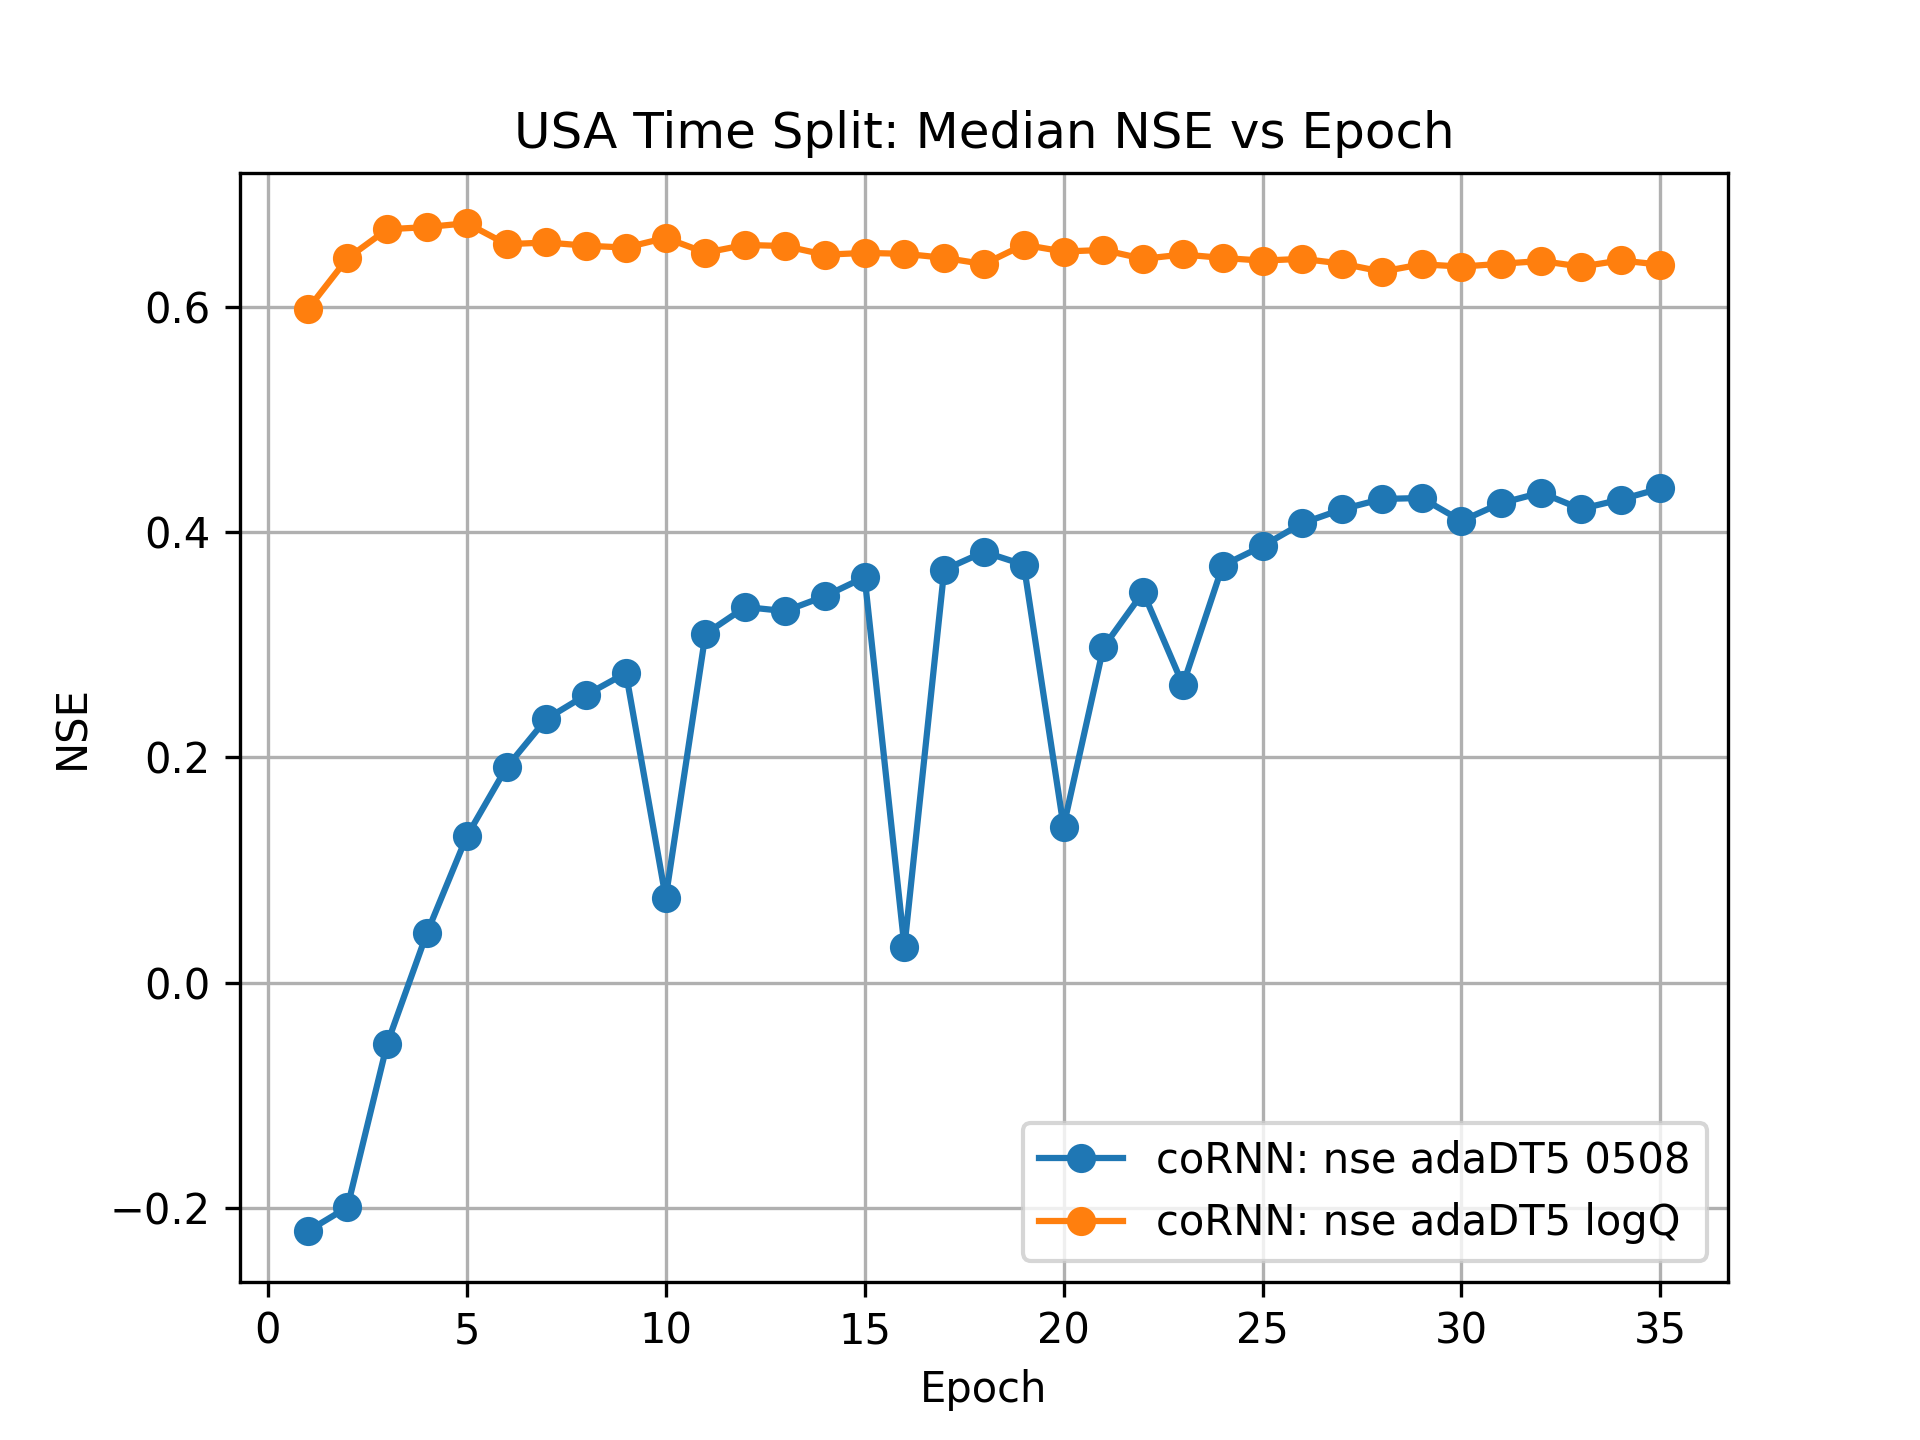 USA Time Split: Median NSE vs Epoch
NSE
0.6
0.4
0.2
0.0
−0.2
coRNN: nse adaDT5 0508
coRNN: nse adaDT5 logQ
0 5 10 15 20 25 30 35
Epoch